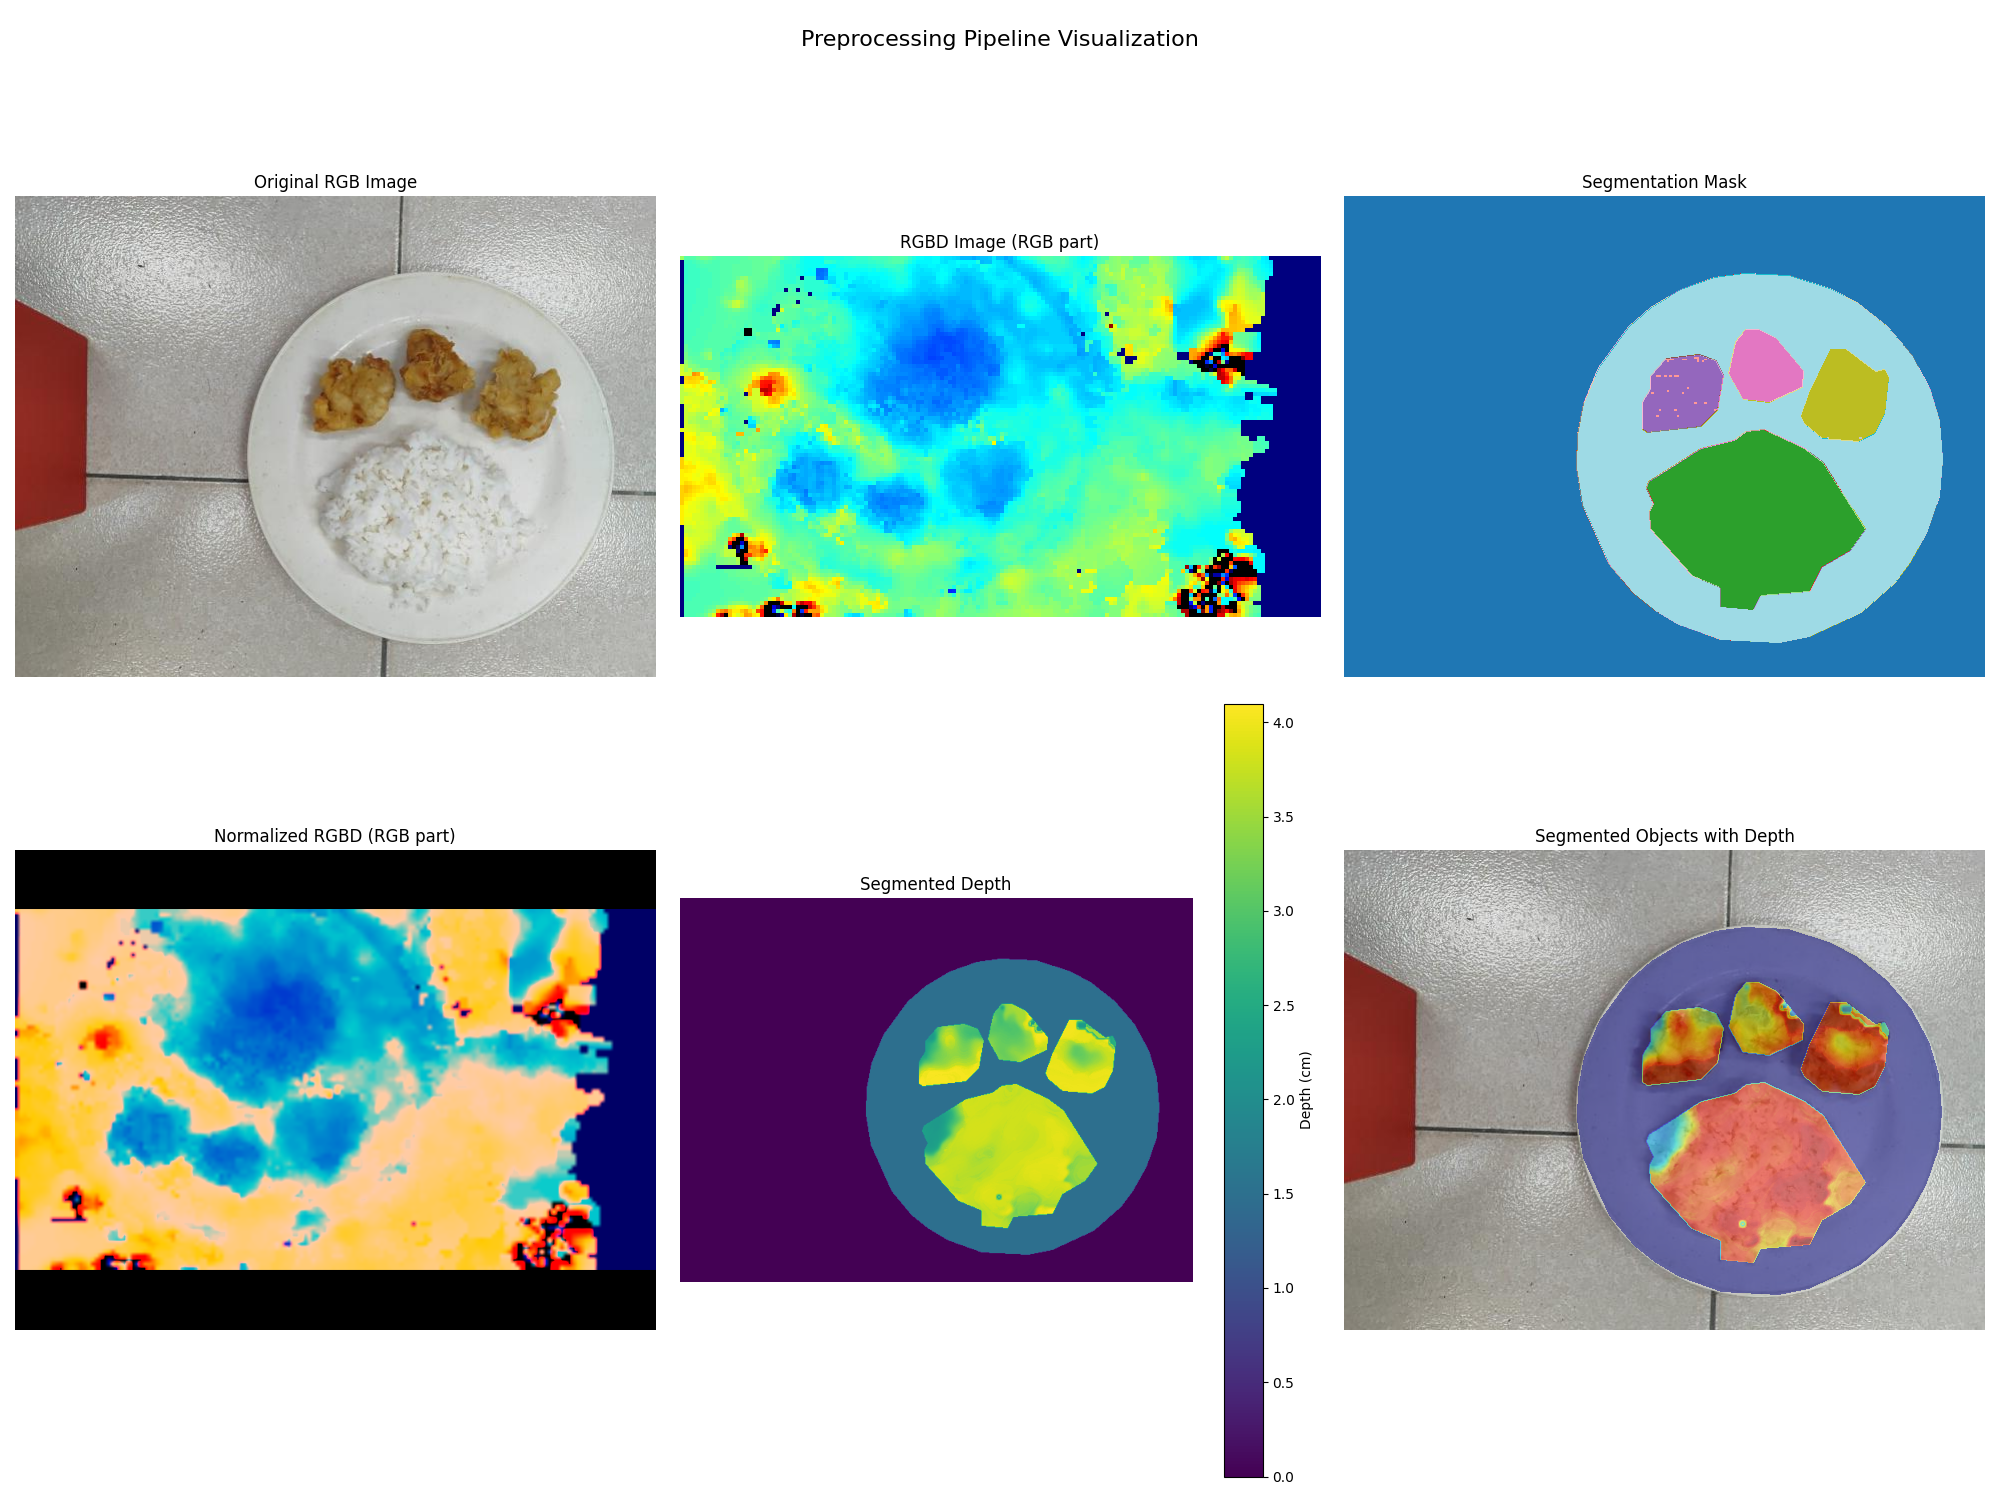 Preprocessing Pipeline Visualization
Original RGB Image
RGBD Image (RGB part)
Segmentation Mask
Normalized RGBD (RGB part)
Segmented Depth
4.0
3.5
3.0
2.5
2.0
1.5
1.0
0.5
0.0
Depth (cm)
Segmented Objects with Depth